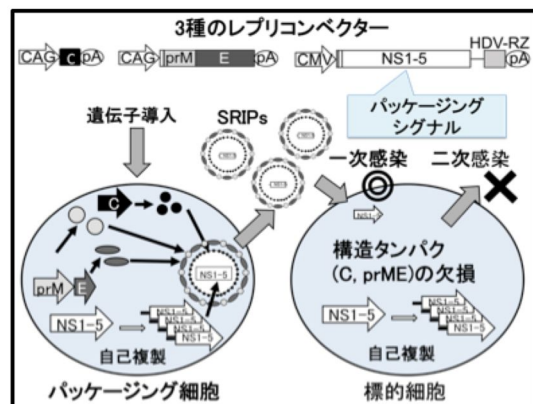 3種のレプリコンベクター
CAG C pA CAG prM E pA CMV NS1-5 HDV-RZ pA
遺伝子導入
SRIPs
パッケージング
シグナル
一次感染 二次感染
C
prM E
NS1-5
NS1-5
NS1-5
NS1-5
NS1-5
NS1-5
自己複製
パッケージング細胞
構造タンパク
(C, prME)の欠損
NS1-5
NS1-5
NS1-5
NS1-5
NS1-5
自己複製
標的細胞